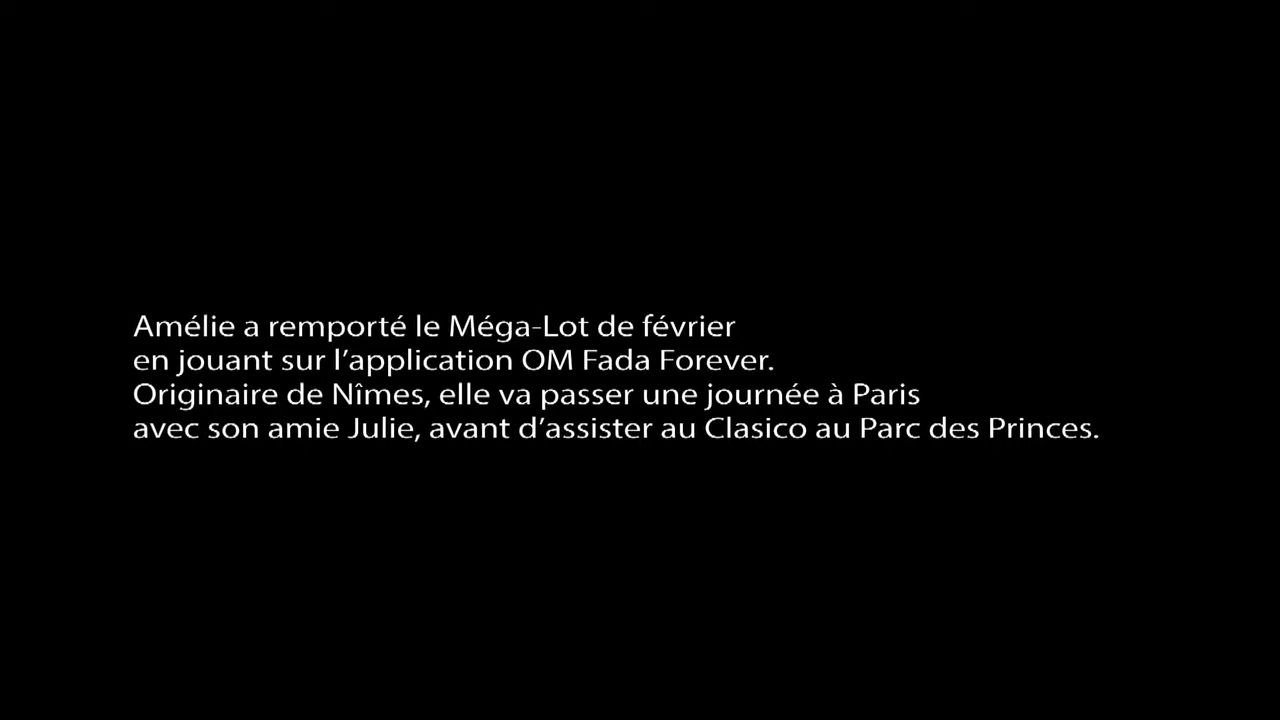 Amélie a remporté le Méga-Lot de février
en jouant sur l’application OM Fada Forever.
Originaire de Nîmes, elle va passer une journée à Paris
avec son amie Julie, avant d’assister au Clasico au Parc des Princes.